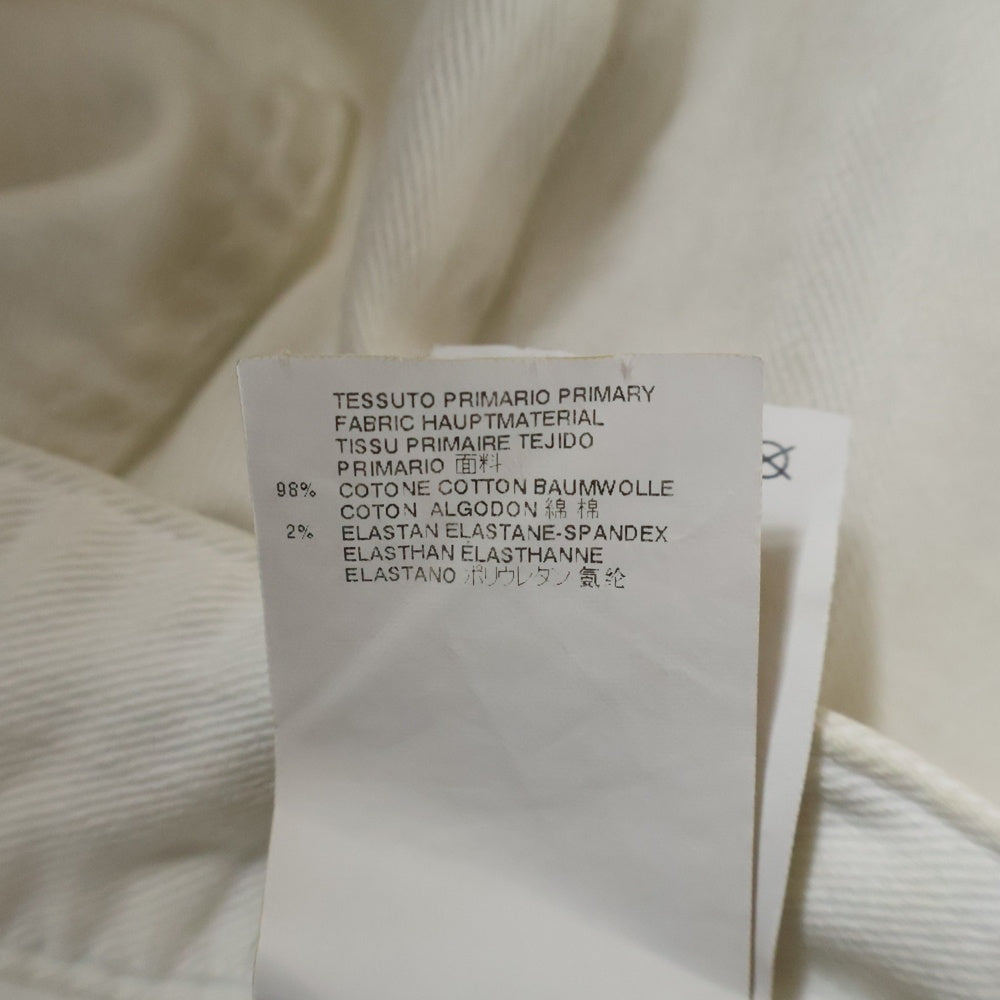 TESSUTO PRIMARIO PRIMARY
FABRIC HAUPTMATERIAL
TISSU PRIMAIRE TEJIDO
PRIMARIO 面料
98% COTONE COTTON BAUMWOLLE
COTON ALGODON 綿 棉
2% ELASTAN ELASTANE-SPANDEX
ELASTHAN ÉLASTHANNE
ELASTANO ポリウレタン 氨纶